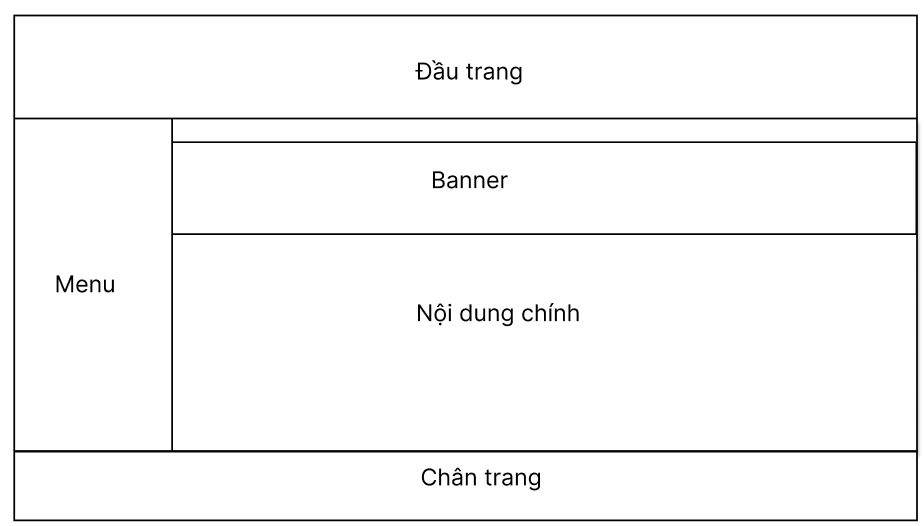 Đầu trang
Banner
Menu
Nội dung chính
Chân trang